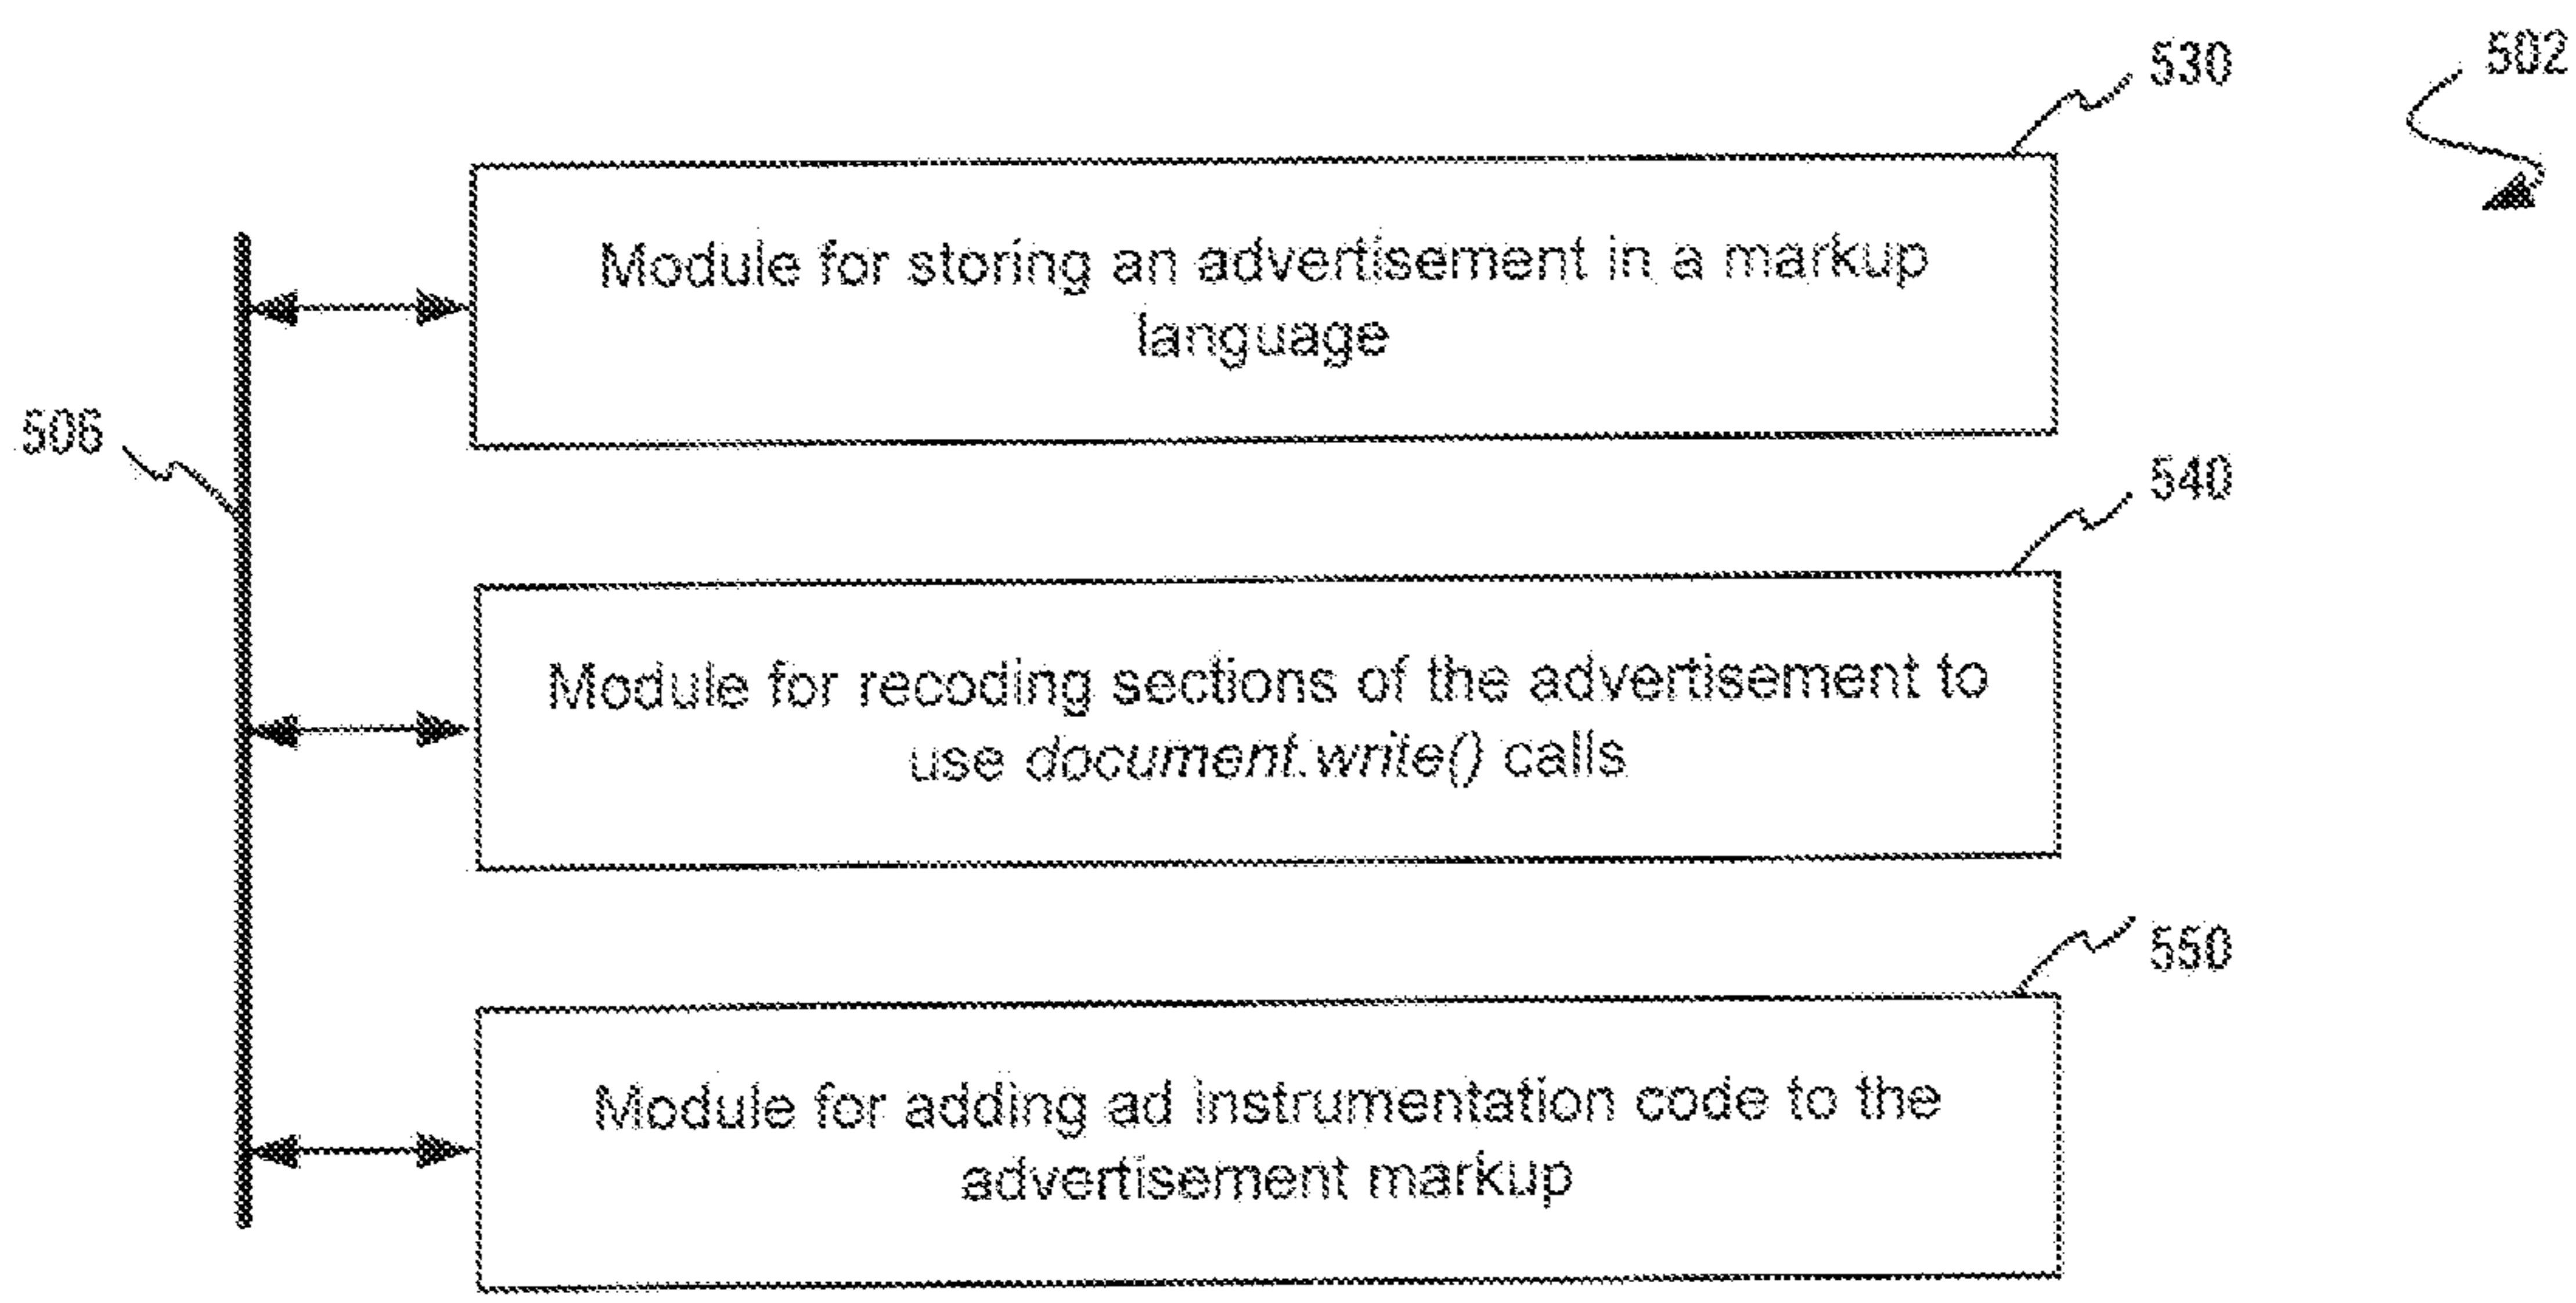 530
502
Module for storing an advertisement in a markup
language
506
540
Module for recoding sections of the advertisement to
use document.write() calls
550
Module for adding ad instrumentation code to the
advertisement markup